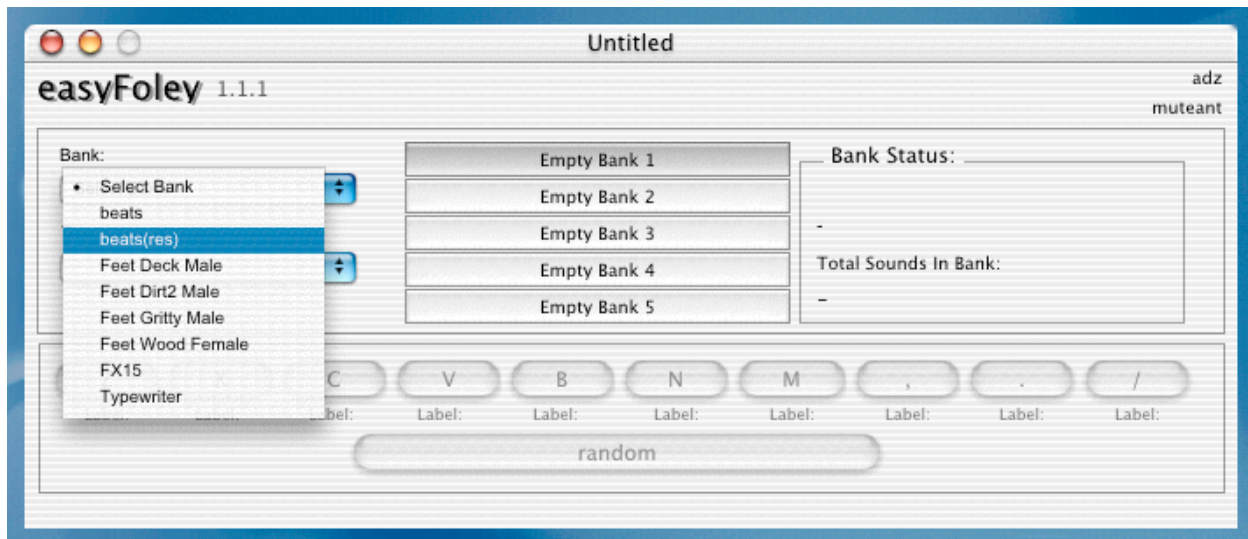 Untitled
easyFoley 1.1.1
adz
muteant
Bank:
Select Bank
beats
beats(res)
Feet Deck Male
Feet Dirt2 Male
Feet Gritty Male
Feet Wood Female
FX15
Typewriter
Empty Bank 1
Empty Bank 2
Empty Bank 3
Empty Bank 4
Empty Bank 5
Bank Status:
-
Total Sounds In Bank:
–
C V B N M , . /
Label: Label: Label: Label: Label: Label: Label:
random